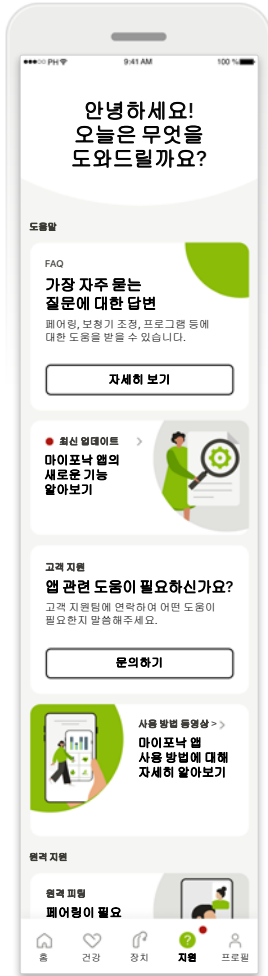 PH 9:41 AM 100 %
안녕하세요!
오늘은 무엇을
도와드릴까요?
도움말
FAQ
가장 자주 묻는
질문에 대한 답변
페어링, 보청기 조정, 프로그램 등에
대한 도움을 받을 수 있습니다.
자세히 보기
최신 업데이트 >
마이포낙 앱의
새로운 기능
알아보기
고객 지원
앱 관련 도움이 필요하신가요?
고객 지원팀에 연락하여 어떤 도움이
필요한지 말씀해주세요.
문의하기
사용 방법 동영상 > >
마이포낙 앱
사용 방법에 대해
자세히 알아보기
원격 지원
원격 피팅
페어링이 필요
홈 건강 장치 지원 프로필